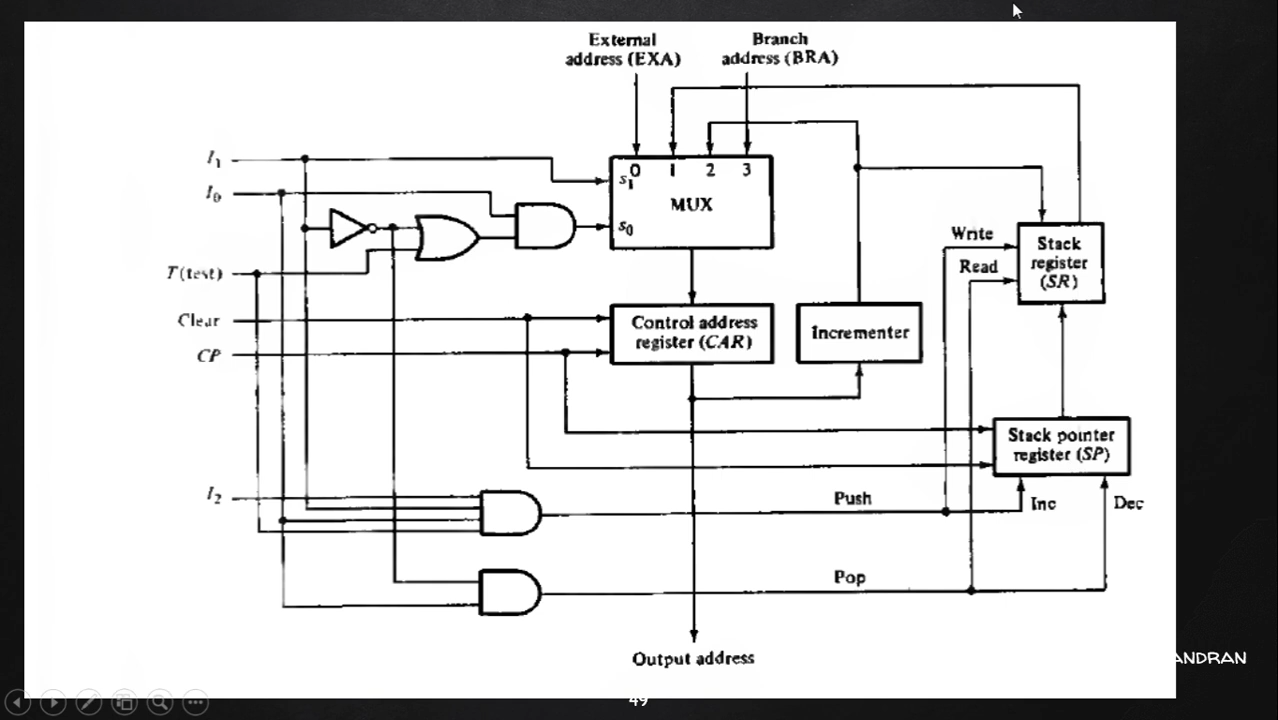 External
address (EXA)
Branch
address (BRA)
I1
I0
0 1 2 3
s1
MUX
s0
T(test)
Write
Read
Stack
register
(SR)
Clear
CP
Control address
register (CAR)
Incrementer
Stack pointer
register (SP)
I2
Push
Inc
Dec
Pop
Output address
ANDRAN
49